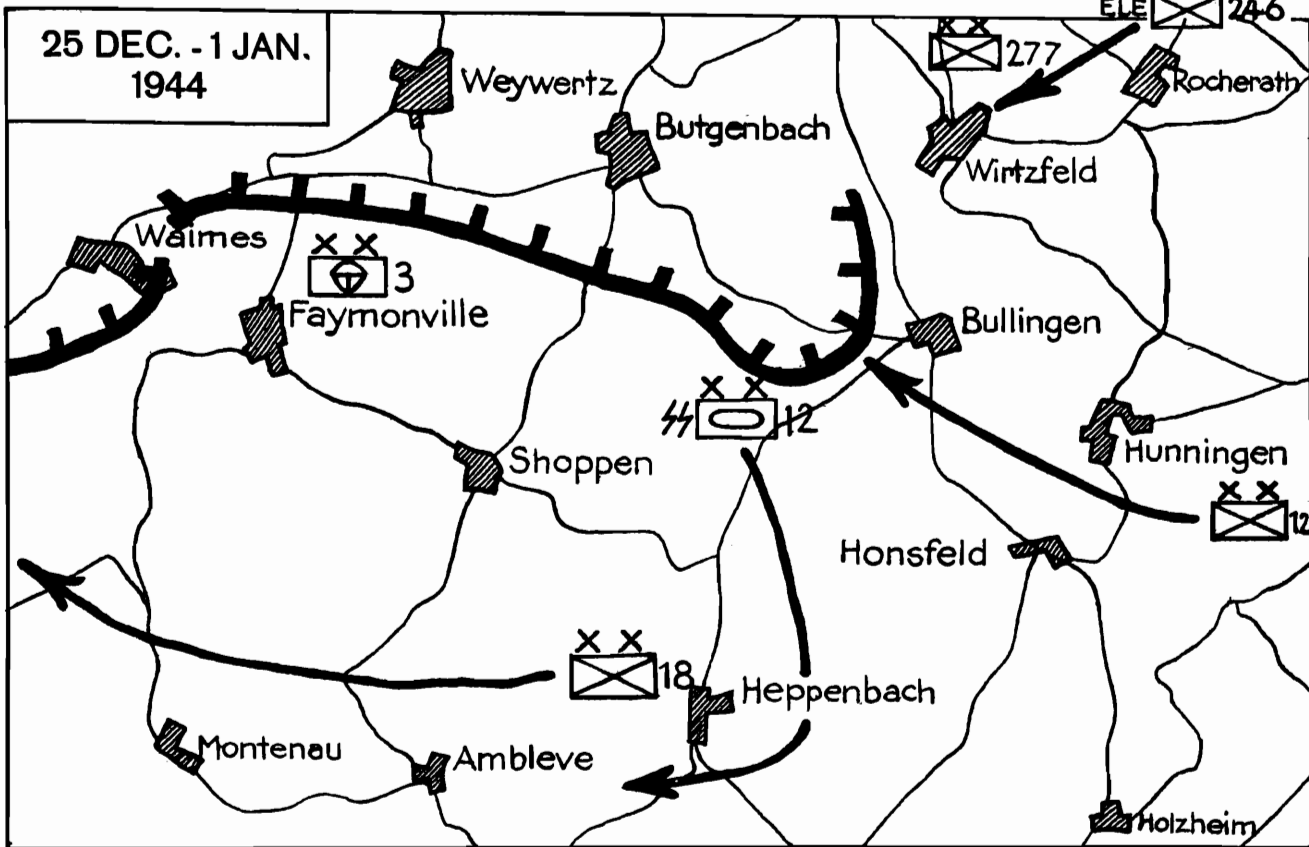 25 DEC. - 1 JAN.
1944
ELE 246
Weywertz
277
Rocherath
Butgenbach
Wirtzfeld
Waimes
3
Faymonville
Bullingen
SS 12
Hunningen
Shoppen
12
Honsfeld
18
Heppenbach
Montenau
Ambleve
Holzheim